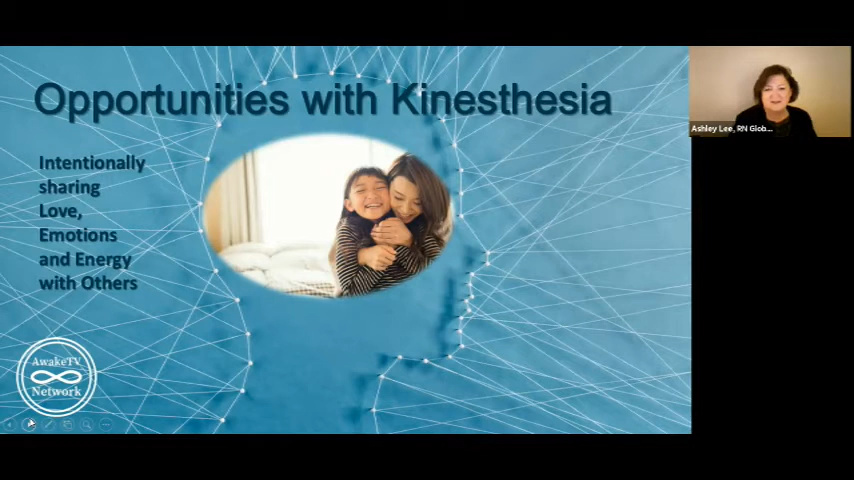 Opportunities with Kinesthesia
Intentionally
sharing
Love,
Emotions
and Energy
with Others
AwakeTV
Network
Ashley Lee, RN Glob...